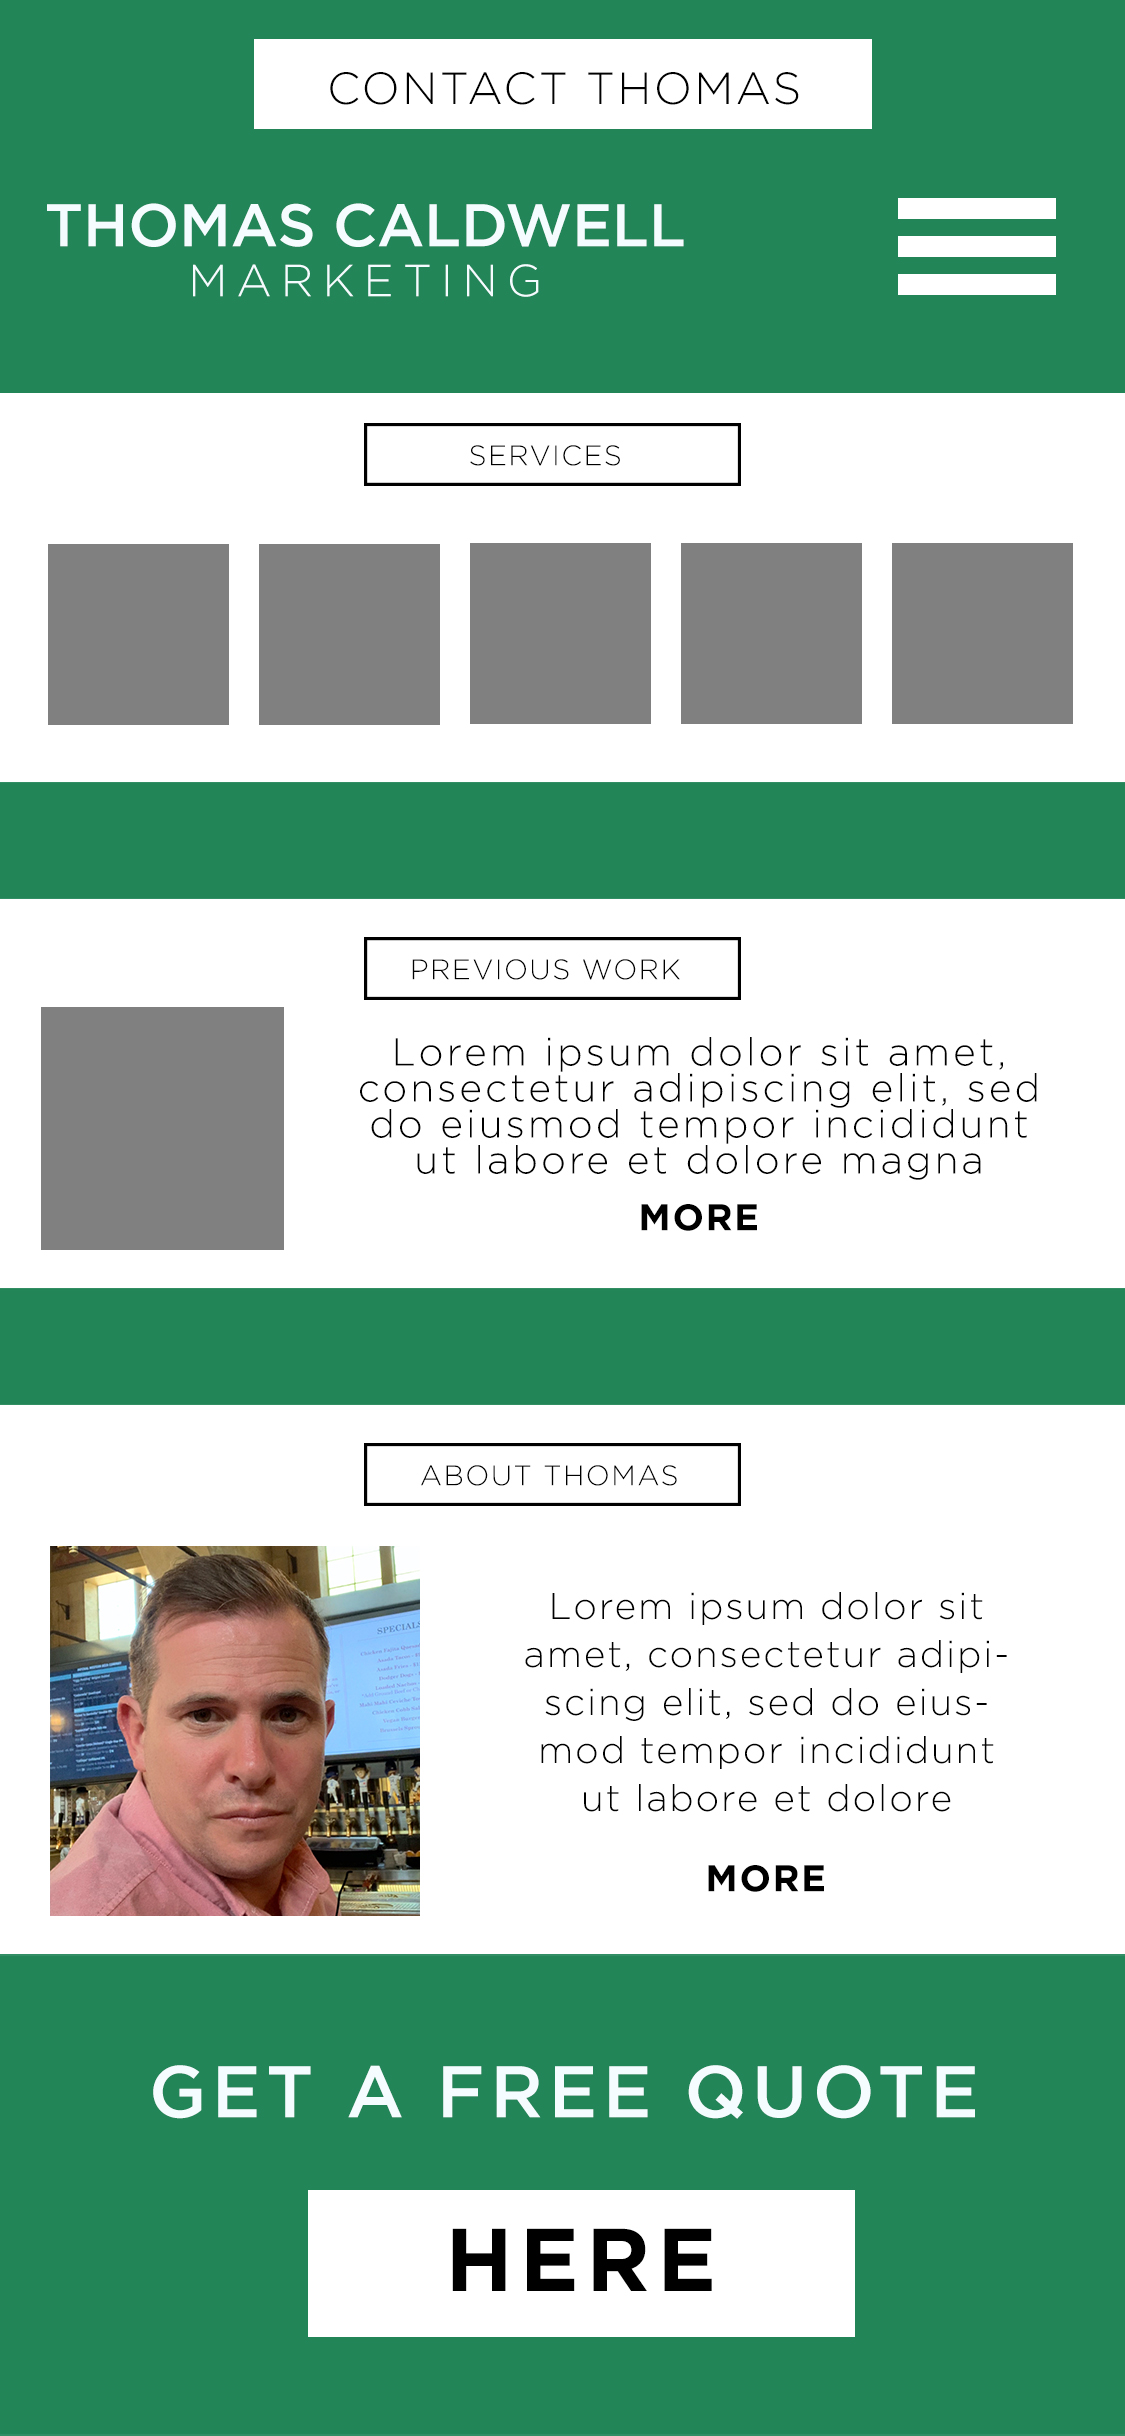 CONTACT THOMAS
THOMAS CALDWELL
MARKETING
SERVICES
PREVIOUS WORK
Lorem ipsum dolor sit amet,
consectetur adipiscing elit, sed
do eiusmod tempor incididunt
ut labore et dolore magna
MORE
ABOUT THOMAS
SPECIALS
Lorem ipsum dolor sit
amet, consectetur adipi-
scing elit, sed do eius-
mod tempor incididunt
ut labore et dolore
MORE
GET A FREE QUOTE
HERE